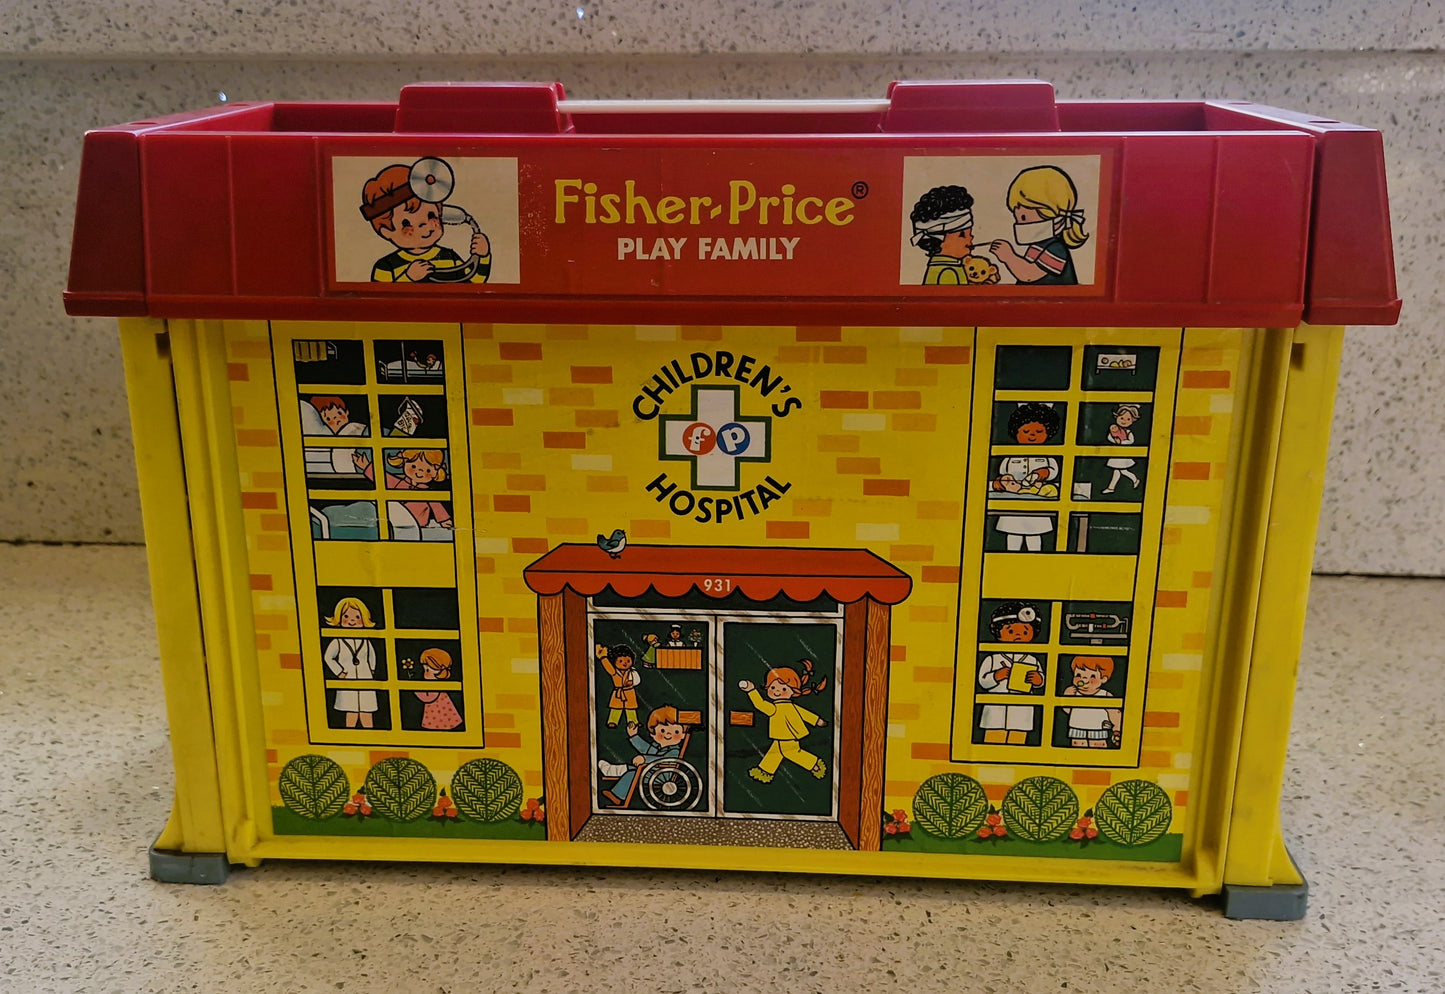 Fisher-Price®
PLAY FAMILY
CHILDREN'S
fp
HOSPITAL
931